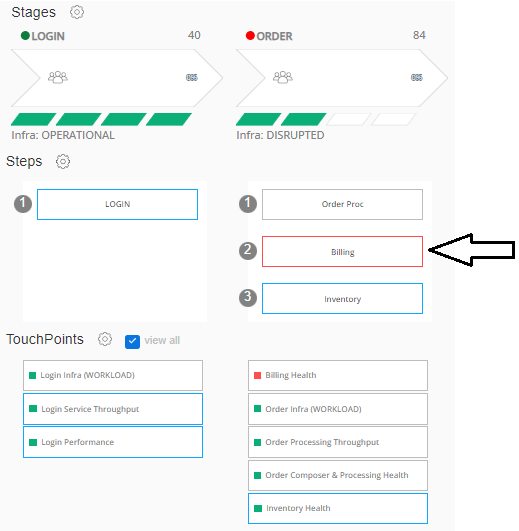 Stages
LOGIN 40
ORDER 84
Infra: OPERATIONAL
Infra: DISRUPTED
Steps
1 LOGIN
1 Order Proc
2 Billing
3 Inventory
TouchPoints view all
Login Infra (WORKLOAD)
Login Service Throughput
Login Performance
Billing Health
Order Infra (WORKLOAD)
Order Processing Throughput
Order Composer & Processing Health
Inventory Health